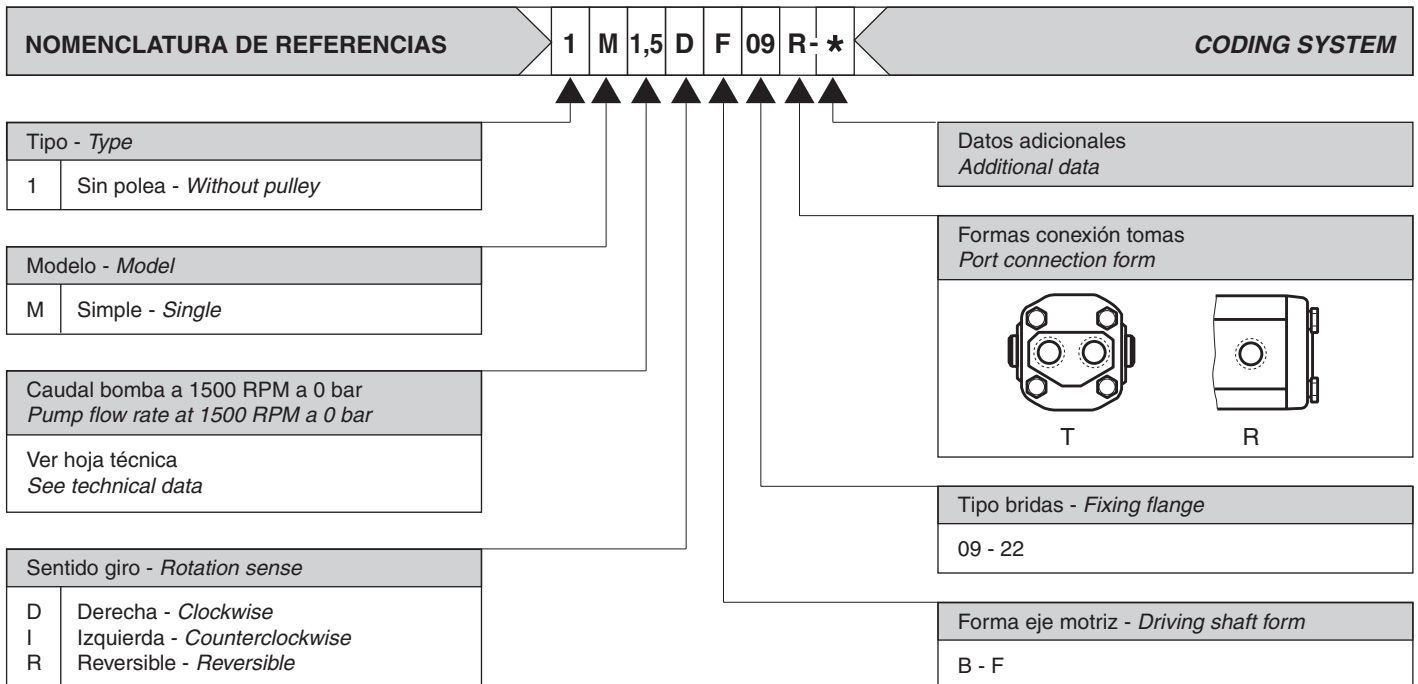 NOMENCLATURA DE REFERENCIAS
1 M 1,5 D F 09 R - *
CODING SYSTEM
Tipo - Type
1 Sin polea - Without pulley
Modelo - Model
M Simple - Single
Caudal bomba a 1500 RPM a 0 bar
Pump flow rate at 1500 RPM a 0 bar
Ver hoja técnica
See technical data
Sentido giro - Rotation sense
D Derecha - Clockwise
I Izquierda - Counterclockwise
R Reversible - Reversible
Datos adicionales
Additional data
Formas conexión tomas
Port connection form
T R
Tipo bridas - Fixing flange
09 - 22
Forma eje motriz - Driving shaft form
B - F